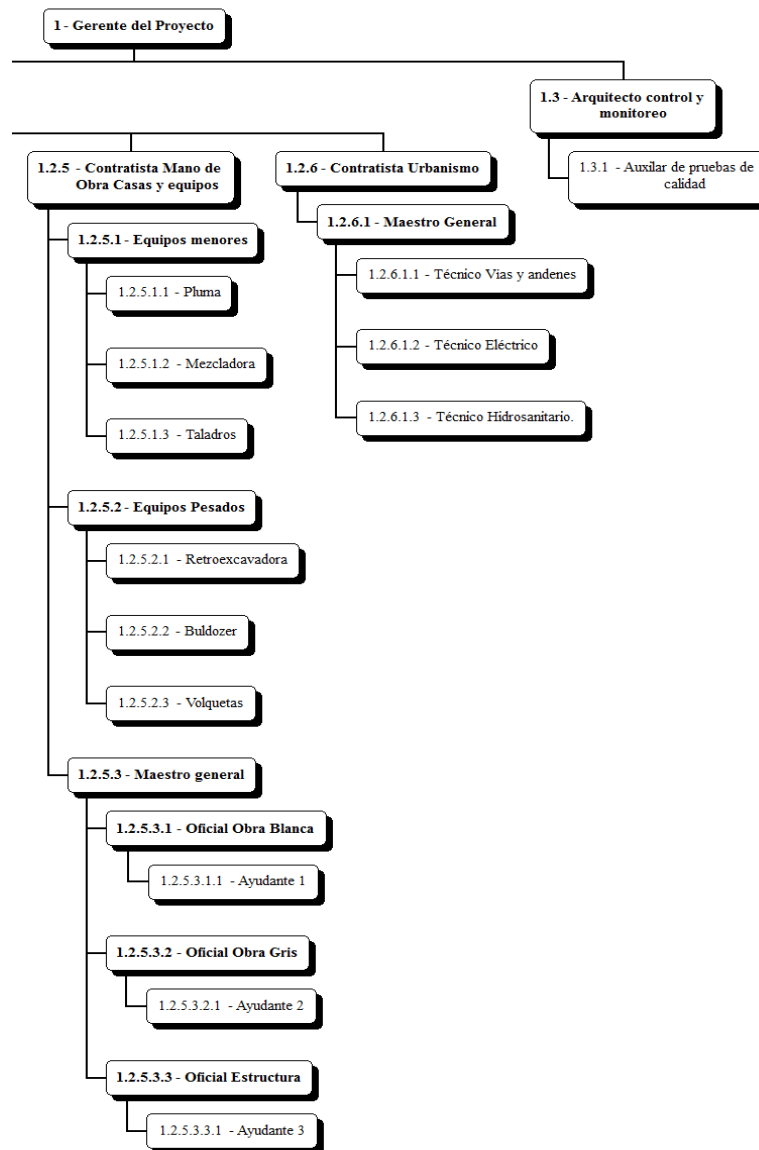 1 - Gerente del Proyecto
1.3 - Arquitecto control y
monitoreo
1.3.1 - Auxilar de pruebas de
calidad
1.2.5 - Contratista Mano de
Obra Casas y equipos
1.2.5.1 - Equipos menores
1.2.5.1.1 - Pluma
1.2.5.1.2 - Mezcladora
1.2.5.1.3 - Taladros
1.2.5.2 - Equipos Pesados
1.2.5.2.1 - Retroexcavadora
1.2.5.2.2 - Buldozer
1.2.5.2.3 - Volquetas
1.2.5.3 - Maestro general
1.2.5.3.1 - Oficial Obra Blanca
1.2.5.3.1.1 - Ayudante 1
1.2.5.3.2 - Oficial Obra Gris
1.2.5.3.2.1 - Ayudante 2
1.2.5.3.3 - Oficial Estructura
1.2.5.3.3.1 - Ayudante 3
1.2.6 - Contratista Urbanismo
1.2.6.1 - Maestro General
1.2.6.1.1 - Técnico Vias y andenes
1.2.6.1.2 - Técnico Eléctrico
1.2.6.1.3 - Técnico Hidrosanitario.